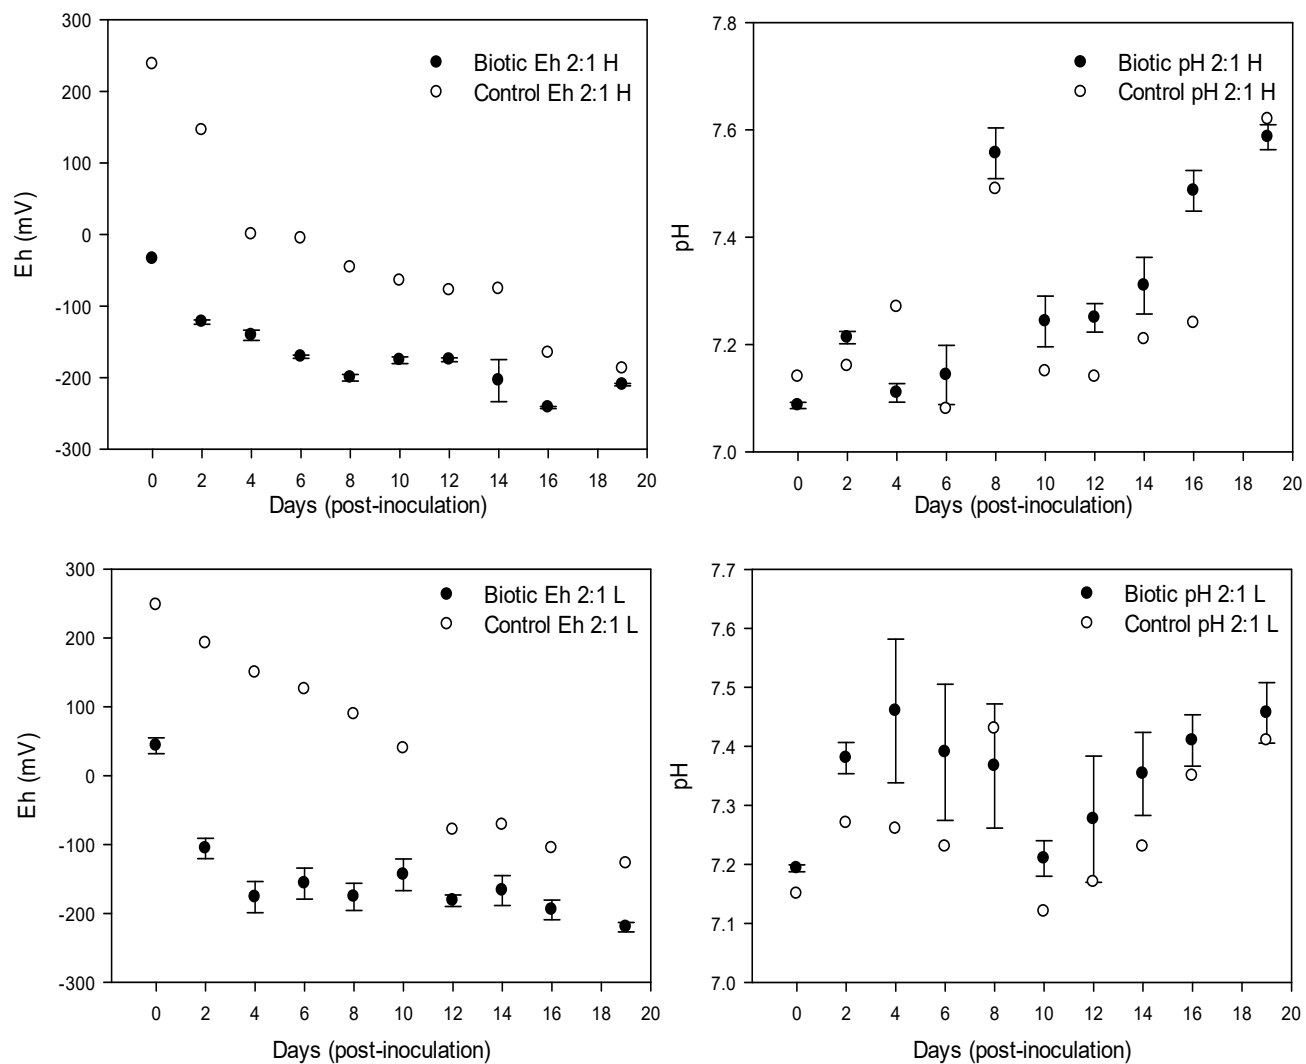 300
200
100
0
-100
-200
-300
Eh (mV)
Biotic Eh 2:1 H
Control Eh 2:1 H
0 2 4 6 8 10 12 14 16 18 20
Days (post-inoculation)
7.8
7.6
7.4
7.2
7.0
pH
Biotic pH 2:1 H
Control pH 2:1 H
0 2 4 6 8 10 12 14 16 18 20
Days (post-inoculation)
300
200
100
0
-100
-200
-300
Eh (mV)
Biotic Eh 2:1 L
Control Eh 2:1 L
0 2 4 6 8 10 12 14 16 18 20
Days (post-inoculation)
7.7
7.6
7.5
7.4
7.3
7.2
7.1
7.0
pH
Biotic pH 2:1 L
Control pH 2:1 L
0 2 4 6 8 10 12 14 16 18 20
Days (post-inoculation)